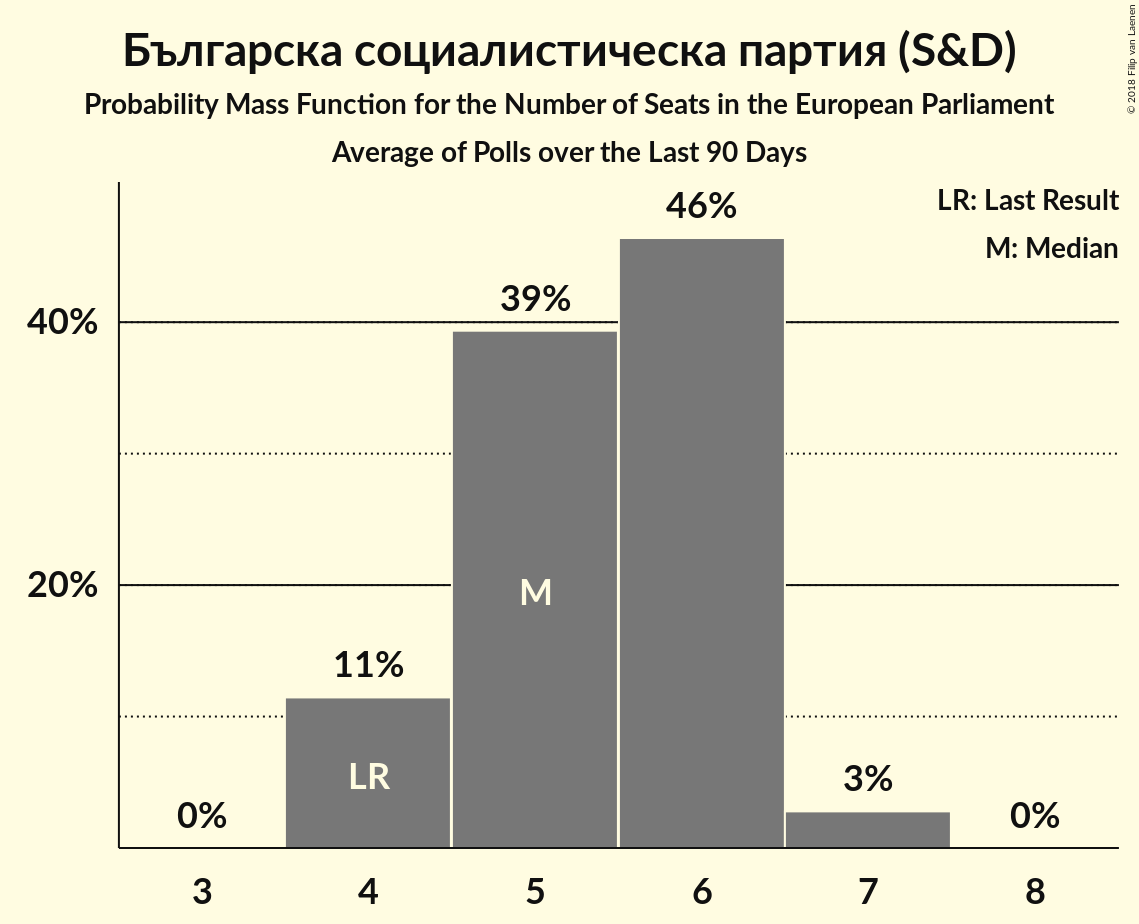 Българска социалистическа партия (S&D)
Probability Mass Function for the Number of Seats in the European Parliament
Average of Polls over the Last 90 Days
© 2018 Filip van Laenen
LR: Last Result
M: Median
46%
39%
40%
20%
M
11%
LR
3%
0%
0%
3 4 5 6 7 8